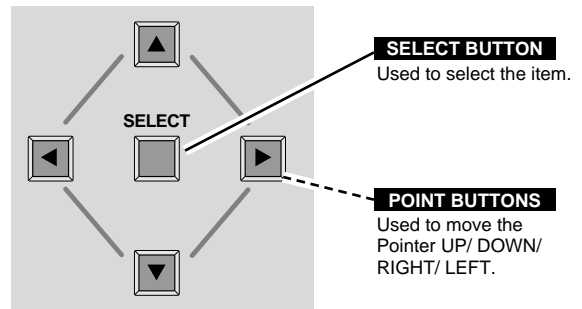 SELECT BUTTON
Used to select the item.
SELECT
POINT BUTTONS
Used to move the
Pointer UP/ DOWN/
RIGHT/ LEFT.